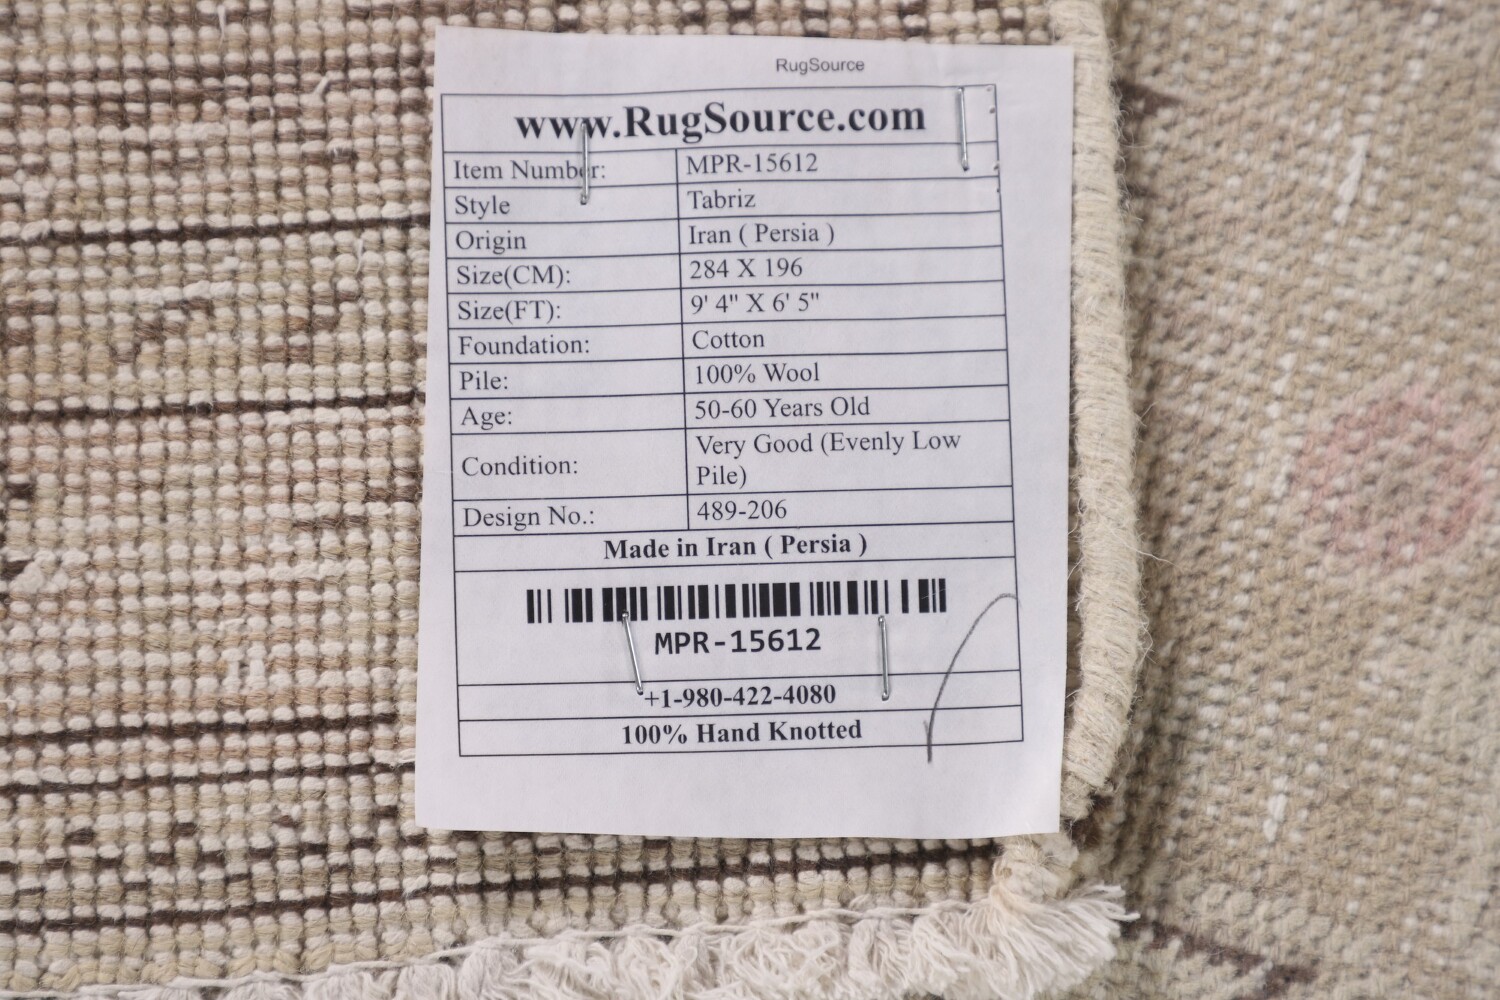 RugSource
www.RugSource.com
Item Number: MPR-15612
Style Tabriz
Origin Iran ( Persia )
Size(CM): 284 X 196
Size(FT): 9' 4" X 6' 5"
Foundation: Cotton
Pile: 100% Wool
Age: 50-60 Years Old
Condition: Very Good (Evenly Low
Pile)
Design No.: 489-206
Made in Iran ( Persia )
MPR-15612
+1-980-422-4080
100% Hand Knotted